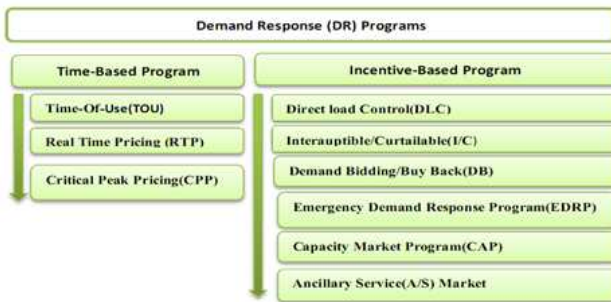 Demand Response (DR) Programs
Time-Based Program
Time-Of-Use(TOU)
Real Time Pricing (RTP)
Critical Peak Pricing(CPP)
Incentive-Based Program
Direct load Control(DLC)
Interauptible/Curtailable(I/C)
Demand Bidding/Buy Back(DB)
Emergency Demand Response Program(EDRP)
Capacity Market Program(CAP)
Ancillary Service(A/S) Market